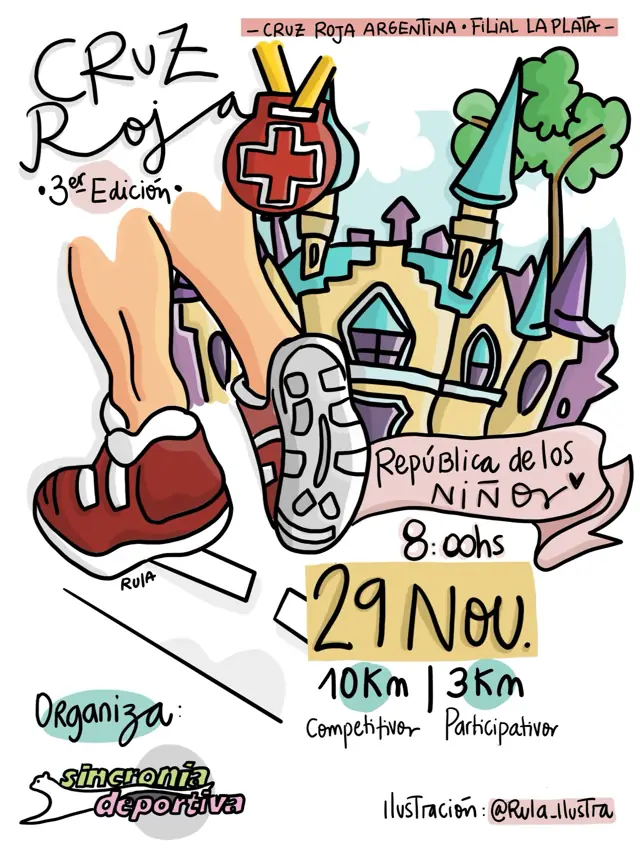 - CRUZ ROJA ARGENTINA • FILIAL LA PLATA -
CRUZ
Roja
• 3er Edición •
República de los
NIÑOS
8:00hs
29 Nov.
10Km | 3Km
Competitivos Participativos
RULA
Organiza:
sincronía
deportiva
Ilustración: @Rula_ilustra